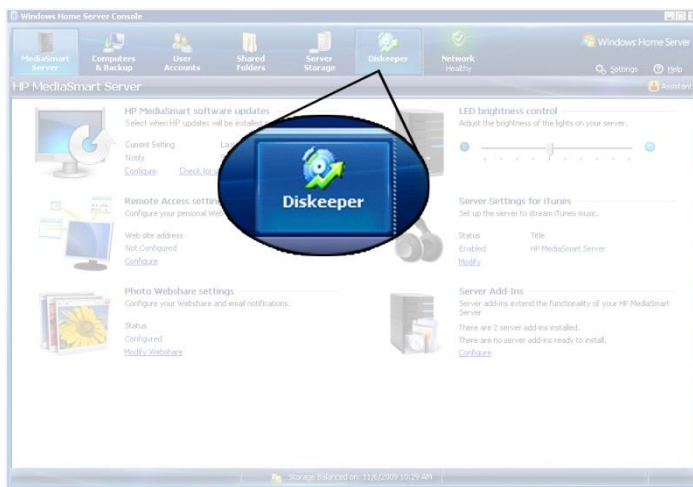 Windows Home Server Console
MediaSmart
Server
Computers
& Backup
User
Accounts
Shared
Folders
Server
Storage
Diskeeper
Network
Healthy
Windows Home Server
Settings
Help
HP MediaSmart Server
Assistant
HP MediaSmart software updates
Select when HP updates will be installed
Current Setting
Notify
Configure
LED brightness control
Adjust the brightness of the lights on your server.
Diskeeper
Remote Access
Configure your personal
Web site address
Not Configured
Configure
Server Settings for iTunes
Set up the server to stream iTunes music.
Status Title
Enabled HP MediaSmart Server
Modify
Photo Webshare settings
Configure your Webshare and email notifications.
Status
Configured
Modify Webshare
Server Add-Ins
Server add-ins extend the functionality of your HP MediaSmart
Server
There are 2 server add-ins installed.
There are no server add-ins ready to install.
Configure
Storage Balanced on: 11/6/2009 10:29 AM